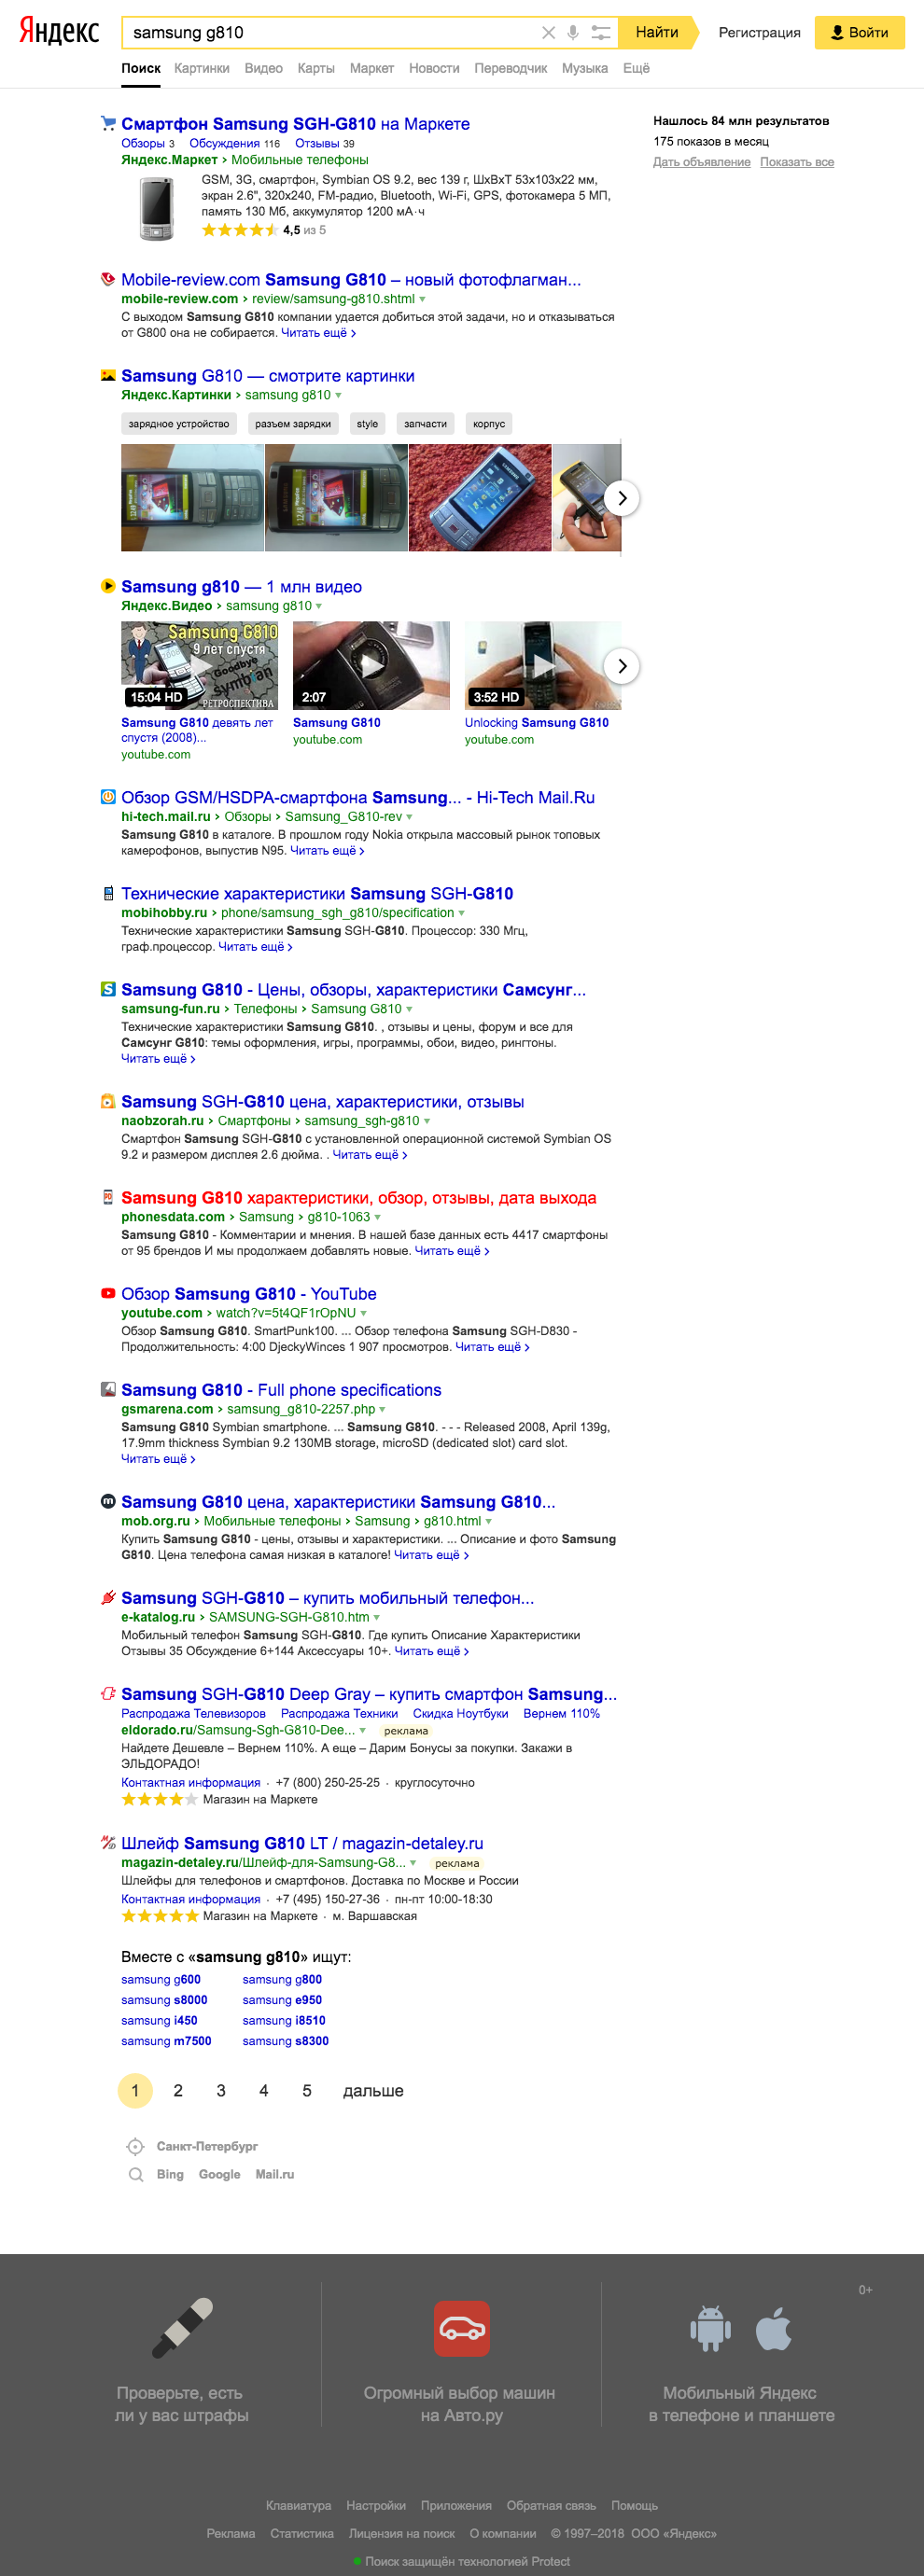 Яндекс
samsung g810
Найти
Регистрация
Войти
Поиск Картинки Видео Карты Маркет Новости Переводчик Музыка Ещё
Смартфон Samsung SGH-G810 на Маркете
Обзоры 3 Обсуждения 116 Отзывы 39
Яндекс.Маркет › Мобильные телефоны
GSM, 3G, смартфон, Symbian OS 9.2, вес 139 г, ШxВxТ 53x103x22 мм,
экран 2.6", 320x240, FM-радио, Bluetooth, Wi-Fi, GPS, фотокамера 5 МП,
память 130 Мб, аккумулятор 1200 мА·ч
4,5 из 5
Нашлось 84 млн результатов
175 показов в месяц
Дать объявление Показать все
Mobile-review.com Samsung G810 – новый фотофлагман...
mobile-review.com › review/samsung-g810.shtml
С выходом Samsung G810 компании удается добиться этой задачи, но и отказываться
от G800 она не собирается. Читать ещё ›
Samsung G810 — смотрите картинки
Яндекс.Картинки › samsung g810
зарядное устройство разъем зарядки style запчасти корпус
Samsung g810 — 1 млн видео
Яндекс.Видео › samsung g810
Samsung G810
9 лет спустя
Goodbye
symbian
РЕТРОСПЕКТИВА
15:04 HD
2:07
3:52 HD
Samsung G810 девять лет
спустя (2008)...
youtube.com
Samsung G810
youtube.com
Unlocking Samsung G810
youtube.com
Обзор GSM/HSDPA-смартфона Samsung... - Hi-Tech Mail.Ru
hi-tech.mail.ru › Обзоры › Samsung_G810-rev
Samsung G810 в каталоге. В прошлом году Nokia открыла массовый рынок топовых
камерофонов, выпустив N95. Читать ещё ›
Технические характеристики Samsung SGH-G810
mobihobby.ru › phone/samsung_sgh_g810/specification
Технические характеристики Samsung SGH-G810. Процессор: 330 Мгц,
граф.процессор. Читать ещё ›
Samsung G810 - Цены, обзоры, характеристики Самсунг...
samsung-fun.ru › Телефоны › Samsung G810
Технические характеристики Samsung G810. , отзывы и цены, форум и все для
Самсунг G810: темы оформления, игры, программы, обои, видео, рингтоны.
Читать ещё ›
Samsung SGH-G810 цена, характеристики, отзывы
naobzorah.ru › Смартфоны › samsung_sgh-g810
Смартфон Samsung SGH-G810 с установленной операционной системой Symbian OS
9.2 и размером дисплея 2.6 дюйма. . Читать ещё ›
Samsung G810 характеристики, обзор, отзывы, дата выхода
phonesdata.com › Samsung › g810-1063
Samsung G810 - Комментарии и мнения. В нашей базе данных есть 4417 смартфоны
от 95 брендов И мы продолжаем добавлять новые. Читать ещё ›
Обзор Samsung G810 - YouTube
youtube.com › watch?v=5t4QF1rOpNU
Обзор Samsung G810. SmartPunk100. ... Обзор телефона Samsung SGH-D830 -
Продолжительность: 4:00 DjeckyWinces 1 907 просмотров. Читать ещё ›
Samsung G810 - Full phone specifications
gsmarena.com › samsung_g810-2257.php
Samsung G810 Symbian smartphone. ... Samsung G810. - - - Released 2008, April 139g,
17.9mm thickness Symbian 9.2 130MB storage, microSD (dedicated slot) card slot.
Читать ещё ›
Samsung G810 цена, характеристики Samsung G810...
mob.org.ru › Мобильные телефоны › Samsung › g810.html
Купить Samsung G810 - цены, отзывы и характеристики. ... Описание и фото Samsung
G810. Цена телефона самая низкая в каталоге! Читать ещё ›
Samsung SGH-G810 – купить мобильный телефон...
e-katalog.ru › SAMSUNG-SGH-G810.htm
Мобильный телефон Samsung SGH-G810. Где купить Описание Характеристики
Отзывы 35 Обсуждение 6+144 Аксессуары 10+. Читать ещё ›
Samsung SGH-G810 Deep Gray – купить смартфон Samsung...
Распродажа Телевизоров Распродажа Техники Скидка Ноутбуки Вернем 110%
eldorado.ru/Samsung-Sgh-G810-Dee... реклама
Найдете Дешевле – Вернем 110%. А еще – Дарим Бонусы за покупки. Закажи в
ЭЛЬДОРАДО!
Контактная информация · +7 (800) 250-25-25 · круглосуточно
Магазин на Маркете
Шлейф Samsung G810 LT / magazin-detaley.ru
magazin-detaley.ru/Шлейф-для-Samsung-G8... реклама
Шлейфы для телефонов и смартфонов. Доставка по Москве и России
Контактная информация · +7 (495) 150-27-36 · пн-пт 10:00-18:30
Магазин на Маркете · м. Варшавская
Вместе с «samsung g810» ищут:
samsung g600 samsung g800
samsung s8000 samsung e950
samsung i450 samsung i8510
samsung m7500 samsung s8300
1 2 3 4 5 дальше
Санкт-Петербург
Bing Google Mail.ru
0+
Проверьте, есть
ли у вас штрафы
Огромный выбор машин
на Авто.ру
Мобильный Яндекс
в телефоне и планшете
Клавиатура Настройки Приложения Обратная связь Помощь
Реклама Статистика Лицензия на поиск О компании © 1997–2018 ООО «Яндекс»
Поиск защищён технологией Protect